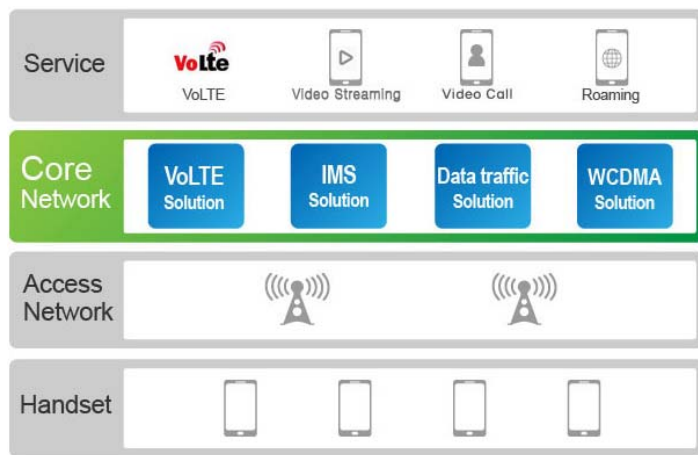 Service
VoLte
VoLTE
Video Streaming
Video Call
Roaming
Core
Network
VoLTE
Solution
IMS
Solution
Data traffic
Solution
WCDMA
Solution
Access
Network
Handset